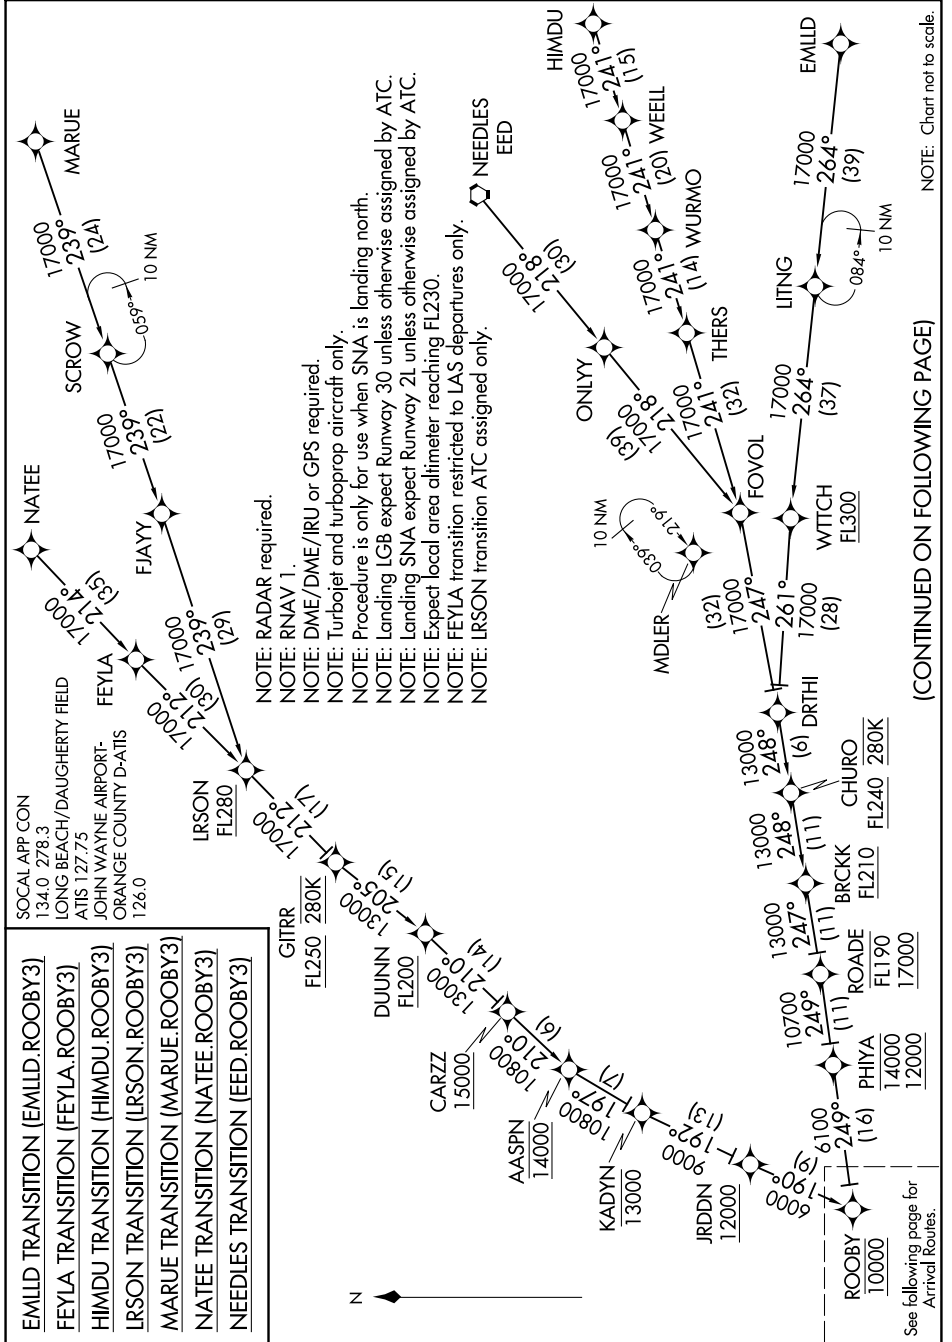 EMLLD TRANSITION (EMLLD.ROOBY3)
FEYLA TRANSITION (FEYLA.ROOBY3)
HIMDU TRANSITION (HIMDU.ROOBY3)
LRSON TRANSITION (LRSON.ROOBY3)
MARUE TRANSITION (MARUE.ROOBY3)
NATEE TRANSITION (NATEE.ROOBY3)
NEEDLES TRANSITION (EED.ROOBY3)
SOCAL APP CON
134.0 278.3
LONG BEACH/DAUGHERTY FIELD
ATIS 127.75
JOHN WAYNE AIRPORT-
ORANGE COUNTY D-ATIS
126.0
NATEE
17000
214°
(35)
FEYLA
17000
212°
(30)
MARUE
17000
239°
(24)
SCROW
059°
10 NM
17000
239°
(22)
FJAYY
17000
239°
(29)
LRSON
FL280
17000
212°
(17)
GITRR
FL250 280K
13000
205°
(15)
DUUNN
FL200
13000
210°
(14)
CARZZ
15000
10800
210°
(6)
AASPN
14000
10800
197°
(7)
KADYN
13000
9000
192°
(13)
JRDDN
12000
6000
190°
(9)
ROOBY
10000
See following page for
Arrival Routes.
N
NOTE: RADAR required.
NOTE: RNAV 1.
NOTE: DME/DME/IRU or GPS required.
NOTE: Turbojet and turboprop aircraft only.
NOTE: Procedure is only for use when SNA is landing north.
NOTE: Landing LGB expect Runway 30 unless otherwise assigned by ATC.
NOTE: Landing SNA expect Runway 2L unless otherwise assigned by ATC.
NOTE: Expect local area altimeter reaching FL230.
NOTE: FEYLA transition restricted to LAS departures only.
NOTE: LRSON transition ATC assigned only.
NEEDLES
EED
17000
218°
(30)
ONLYY
17000
218°
(39)
HIMDU
17000
241°
(15)
WEELL
17000
241°
(20)
WURMO
17000
241°
(14)
THERS
17000
241°
(32)
FOVOL
MDLER
039°
219°
10 NM
(32)
17000
247°
EMLLD
17000
264°
(39)
LITNG
084°
10 NM
17000
264°
(37)
WTTCH
FL300
261°
17000
(28)
DRTHI
13000
248°
(6)
CHURO
FL240 280K
13000
248°
(11)
BRCKK
FL210
13000
247°
(11)
ROADE
FL190
17000
10700
249°
(11)
PHIYA
14000
12000
6100
249°
(16)
(CONTINUED ON FOLLOWING PAGE)
NOTE: Chart not to scale.